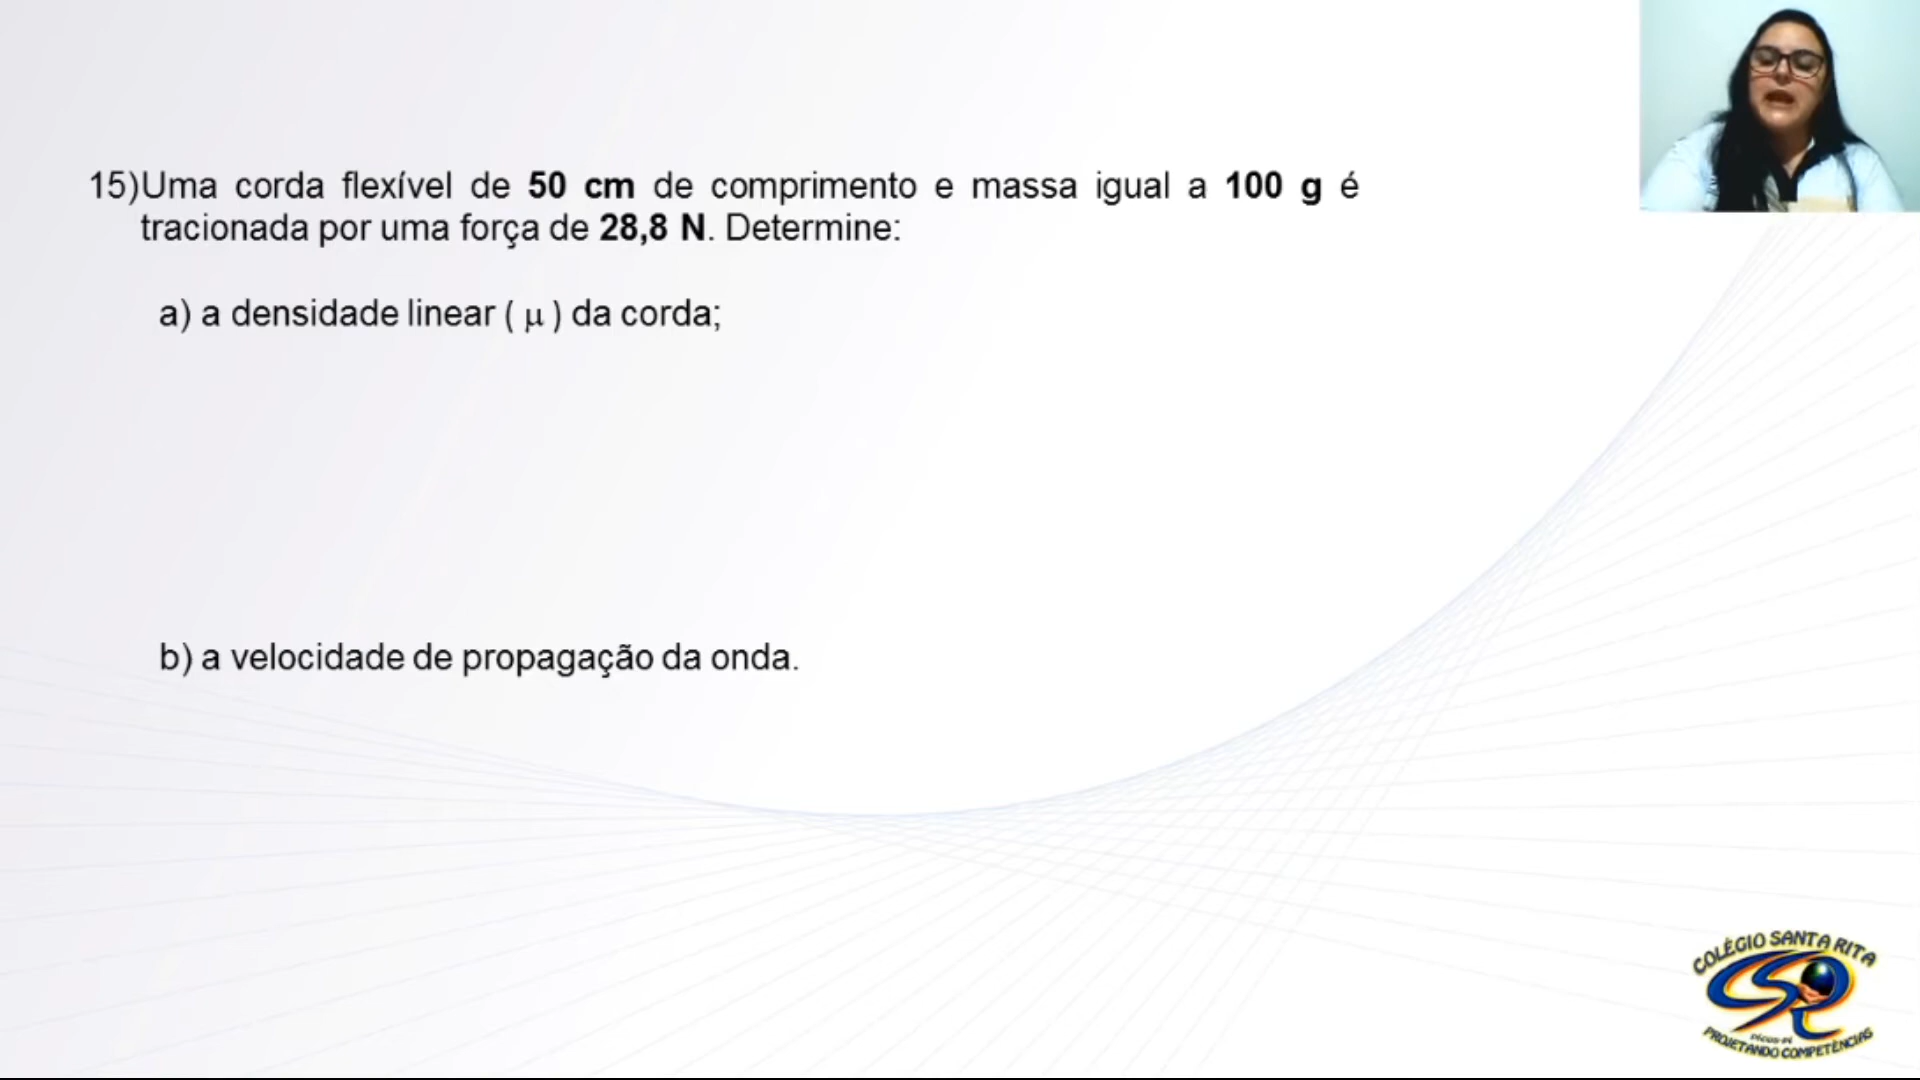 15)Uma corda flexível de 50 cm de comprimento e massa igual a 100 g é
tracionada por uma força de 28,8 N. Determine:
a) a densidade linear ( μ ) da corda;
b) a velocidade de propagação da onda.
COLÉGIO SANTA RITA
PROJETANDO COMPETÊNCIAS